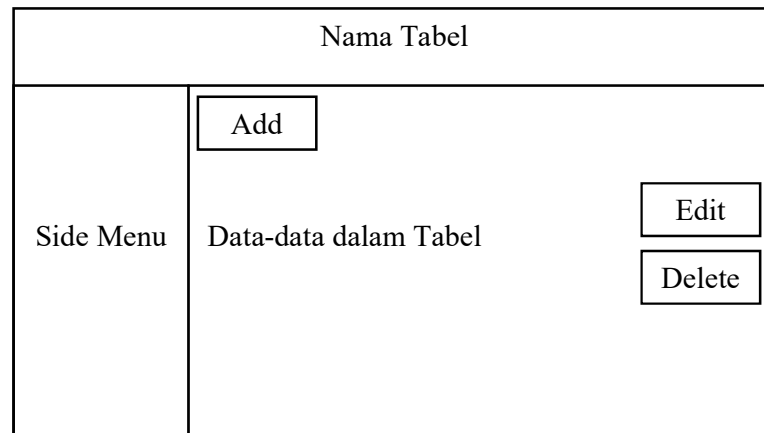 Nama Tabel
Add
Edit
Side Menu
Data-data dalam Tabel
Delete